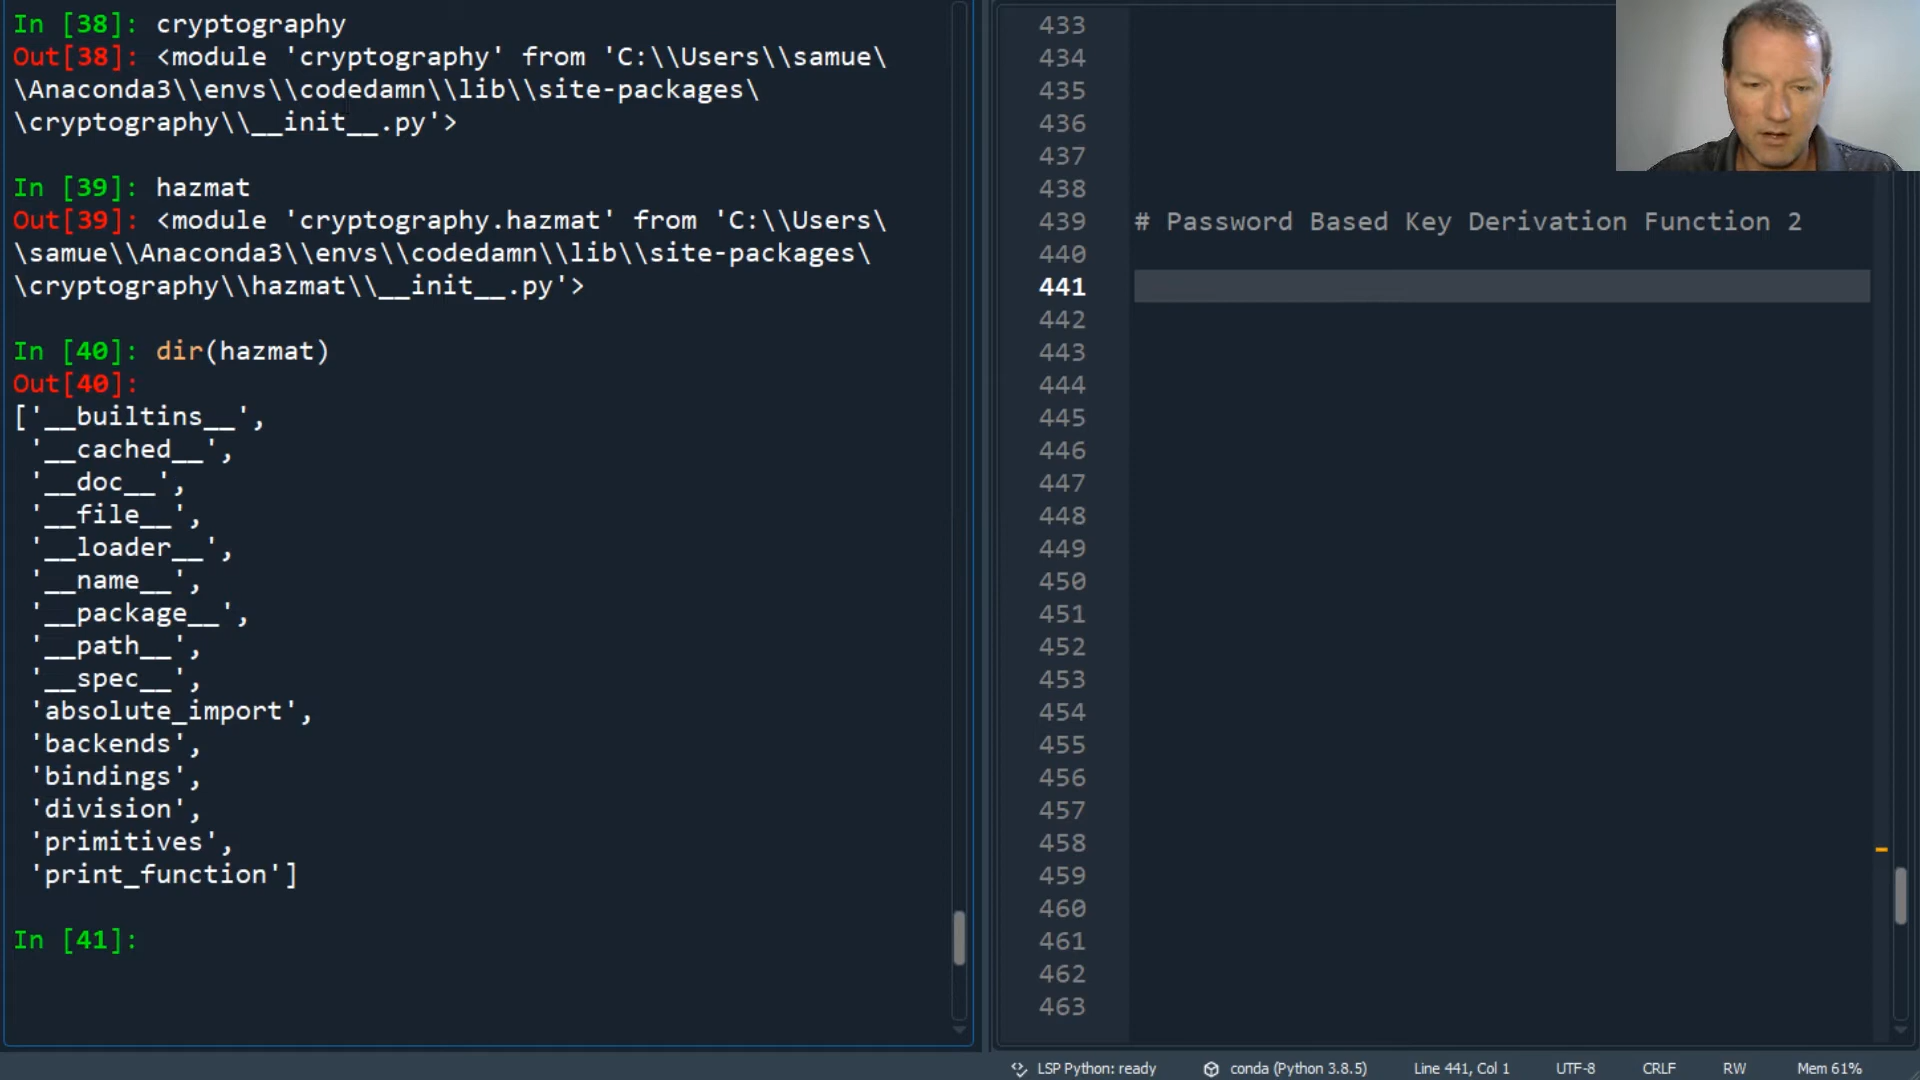 In [38]: cryptography
Out[38]: <module 'cryptography' from 'C:\\Users\\samue\
\Anaconda3\\envs\\codedamn\\lib\\site-packages\
\cryptography\\__init__.py'>
In [39]: hazmat
Out[39]: <module 'cryptography.hazmat' from 'C:\\Users\
\samue\\Anaconda3\\envs\\codedamn\\lib\\site-packages\
\cryptography\\hazmat\\__init__.py'>
In [40]: dir(hazmat)
Out[40]:
['__builtins__',
'__cached__',
'__doc__',
'__file__',
'__loader__',
'__name__',
'__package__',
'__path__',
'__spec__',
'absolute_import',
'backends',
'bindings',
'division',
'primitives',
'print_function']
In [41]:
433
434
435
436
437
438
439 # Password Based Key Derivation Function 2
440
441
442
443
444
445
446
447
448
449
450
451
452
453
454
455
456
457
458
459
460
461
462
463
LSP Python: ready conda (Python 3.8.5) Line 441, Col 1 UTF-8 CRLF RW Mem 61%